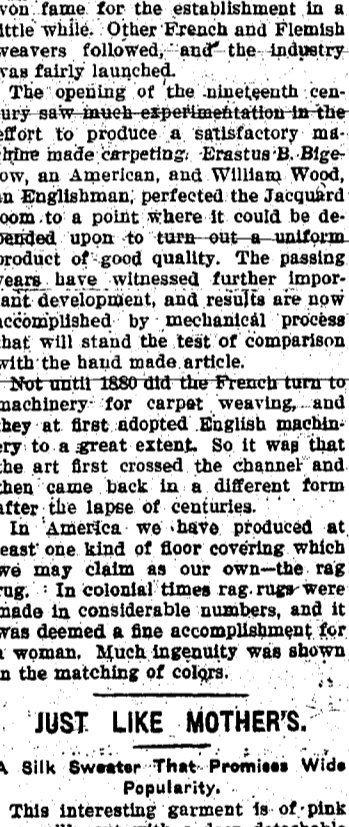 von fame for the establishment in a
ittle while. Other French and Flemish
weavers followed, and the industry
was fairly launched.
The opening of the nineteenth cen-
ury saw much experimentation in the
effort to produce a satisfactory ma-
chine made carpeting. Erastus B. Bige-
ow, an American, and William Wood,
an Englishman, perfected the Jacquard
oom to a point where it could be de-
pended upon to turn out a uniform
product of good quality. The passing
years have witnessed further impor-
ant development, and results are now
accomplished by mechanical process
that will stand the test of comparison
with the hand made article.
Not until 1880 did the French turn to
machinery for carpet weaving, and
they at first adopted English machin-
ery to a great extent. So it was that
the art first crossed the channel and
then came back in a different form
after the lapse of centuries.
In America we have produced at
east one kind of floor covering which
we may claim as our own—the rag
rug. In colonial times rag rugs were
made in considerable numbers, and it
was deemed a fine accomplishment for
a woman. Much ingenuity was shown
in the matching of colors.
JUST LIKE MOTHER'S.
A Silk Sweater That Promises Wide
Popularity.
This interesting garment is of pink